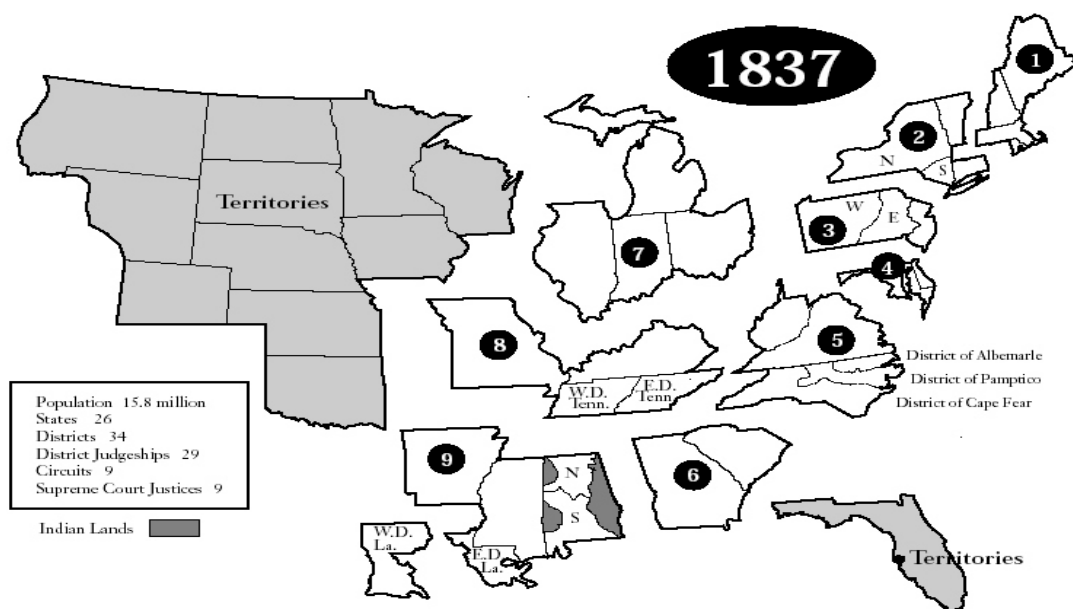 1837
1
2
N
S
Territories
W
E
3
7
4
8
5
District of Albemarle
District of Pamptico
District of Cape Fear
W.D.
Tenn.
E.D.
Tenn.
Population 15.8 million
States 26
Districts 34
District Judgeships 29
Circuits 9
Supreme Court Justices 9
Indian Lands
9
N
S
6
W.D.
La.
E.D.
La.
Territories